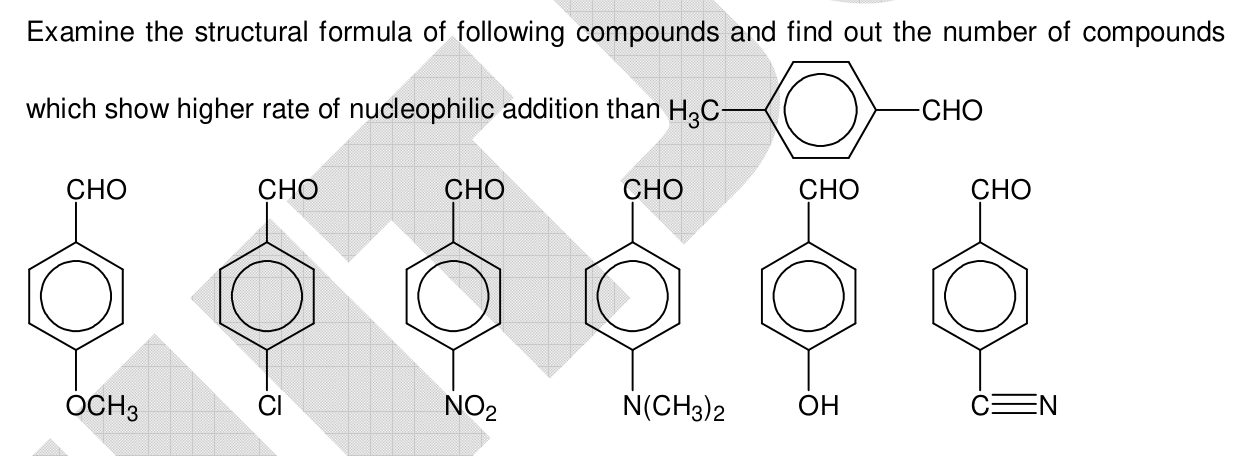 Examine the structural formula of following compounds and find out the number of compounds
which show higher rate of nucleophilic addition than H₃C CHO
CHO CHO CHO CHO CHO CHO
OCH₃ Cl NO₂ N(CH₃)₂ OH C≡N